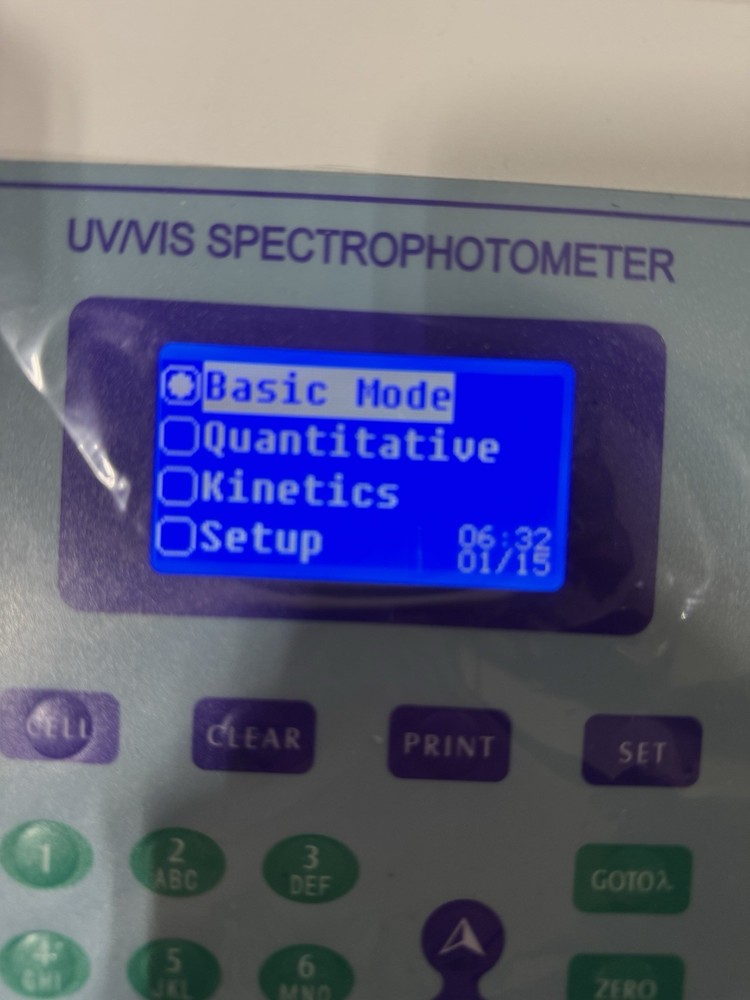 UV/VIS SPECTROPHOTOMETER
Basic Mode
Quantitative
Kinetics
Setup
06:32
01/15
CELL CLEAR PRINT SET
1 2 3
ABC DEF GOTOλ
5 6
GHI JKL MNO ZERO